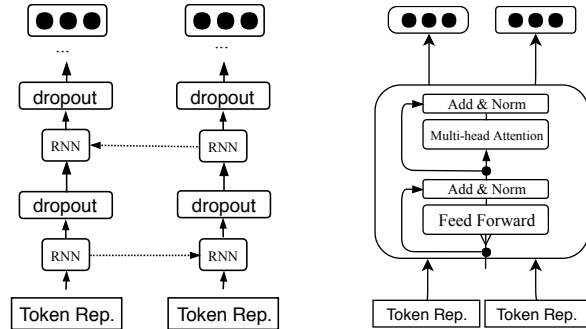 ... ...
dropout dropout
RNN RNN
dropout dropout
RNN RNN
Token Rep. Token Rep.
Add & Norm
Multi-head Attention
Add & Norm
Feed Forward
Token Rep. Token Rep.